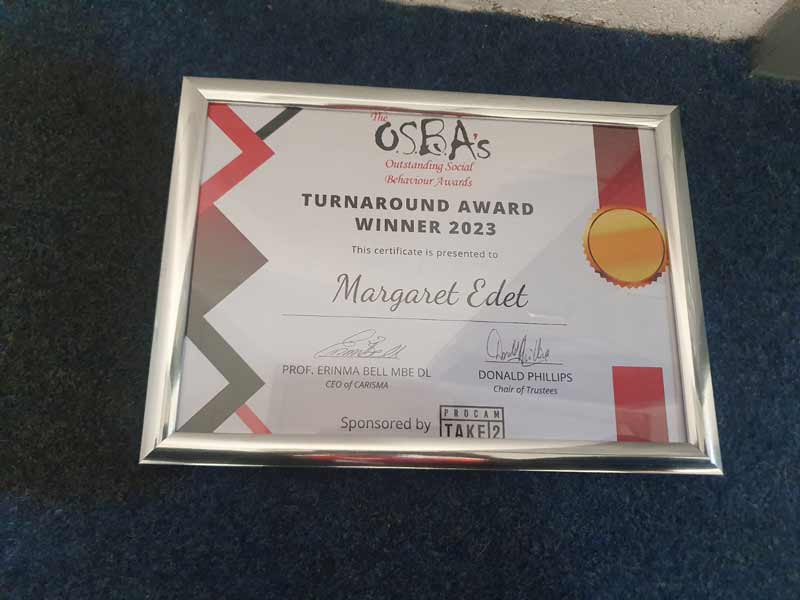 The
O.S.B.A's
Outstanding Social
Behaviour Awards
TURNAROUND AWARD
WINNER 2023
This certificate is presented to
Margaret Edet
PROF. ERINMA BELL MBE DL
CEO of CARISMA
DONALD PHILLIPS
Chair of Trustees
Sponsored by
PROCAM
TAKE 2